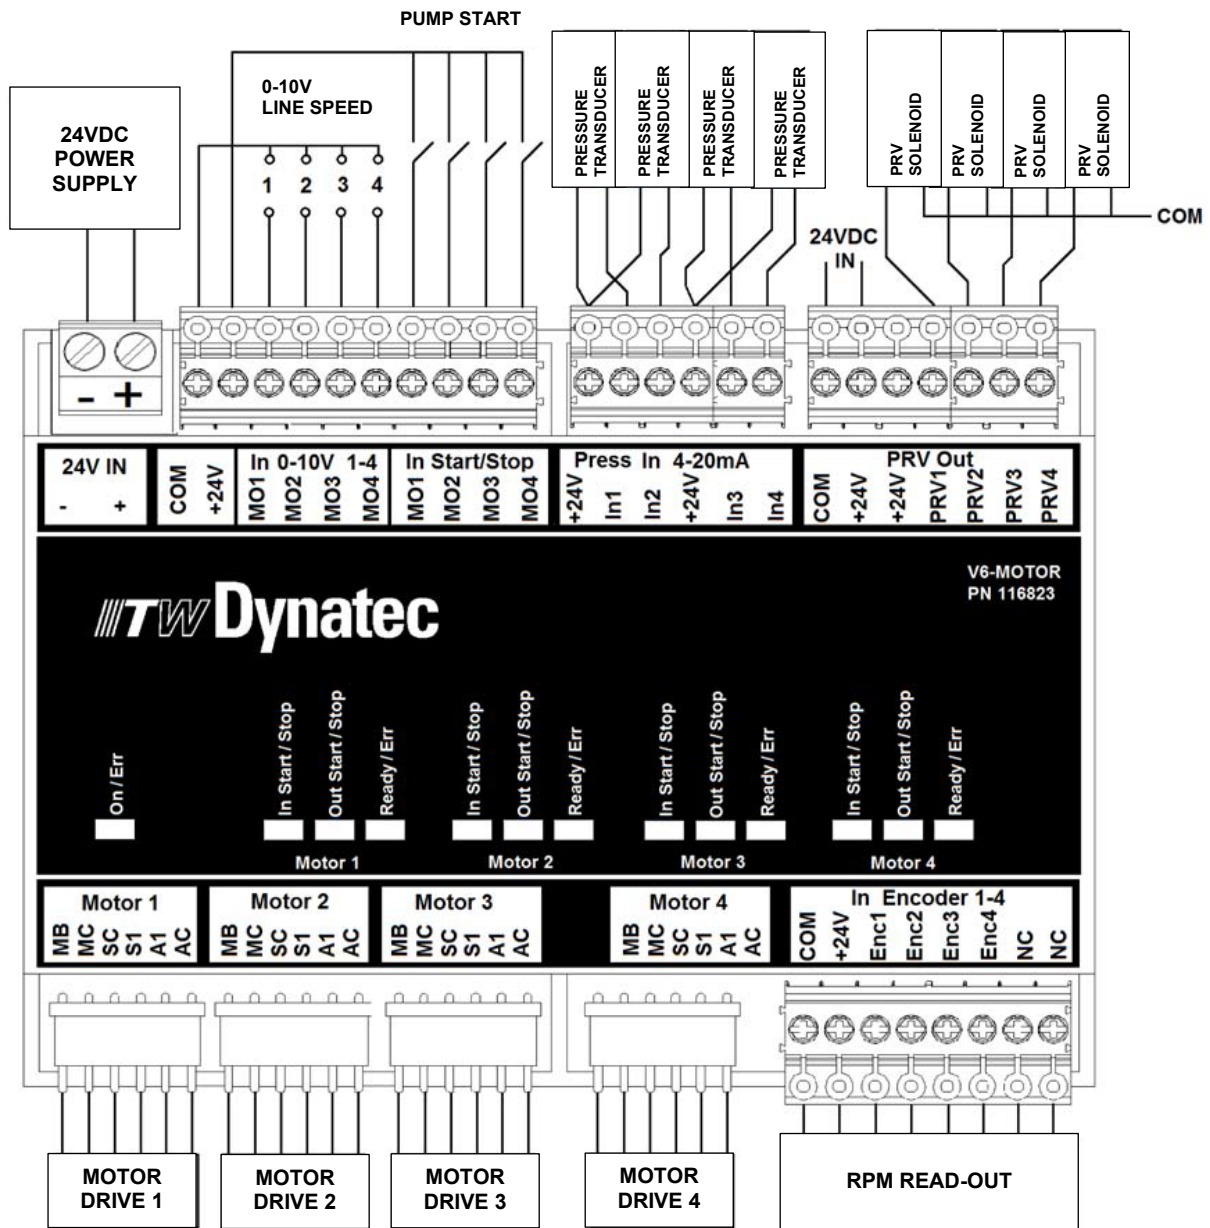 PUMP START
0-10V
LINE SPEED
1 2 3 4
24VDC
POWER
SUPPLY
PRESSURE
TRANSDUCER
PRESSURE
TRANSDUCER
PRESSURE
TRANSDUCER
PRESSURE
TRANSDUCER
PRV
SOLENOID
PRV
SOLENOID
PRV
SOLENOID
PRV
SOLENOID
COM
24VDC
IN
- +
24V IN
- +
COM
+24V
In 0-10V 1-4
MO1
MO2
MO3
MO4
In Start/Stop
MO1
MO2
MO3
MO4
Press In 4-20mA
+24V
In1
In2
+24V
In3
In4
PRV Out
COM
+24V
+24V
PRV1
PRV2
PRV3
PRV4
V6-MOTOR
PN 116823
ITW Dynatec
On / Err
In Start / Stop
Out Start / Stop
Ready / Err
Motor 1
In Start / Stop
Out Start / Stop
Ready / Err
Motor 2
In Start / Stop
Out Start / Stop
Ready / Err
Motor 3
In Start / Stop
Out Start / Stop
Ready / Err
Motor 4
Motor 1
MB
MC
SC
S1
A1
AC
Motor 2
MB
MC
SC
S1
A1
AC
Motor 3
MB
MC
SC
S1
A1
AC
Motor 4
MB
MC
SC
S1
A1
AC
In Encoder 1-4
COM
+24V
Enc1
Enc2
Enc3
Enc4
NC
NC
MOTOR
DRIVE 1
MOTOR
DRIVE 2
MOTOR
DRIVE 3
MOTOR
DRIVE 4
RPM READ-OUT